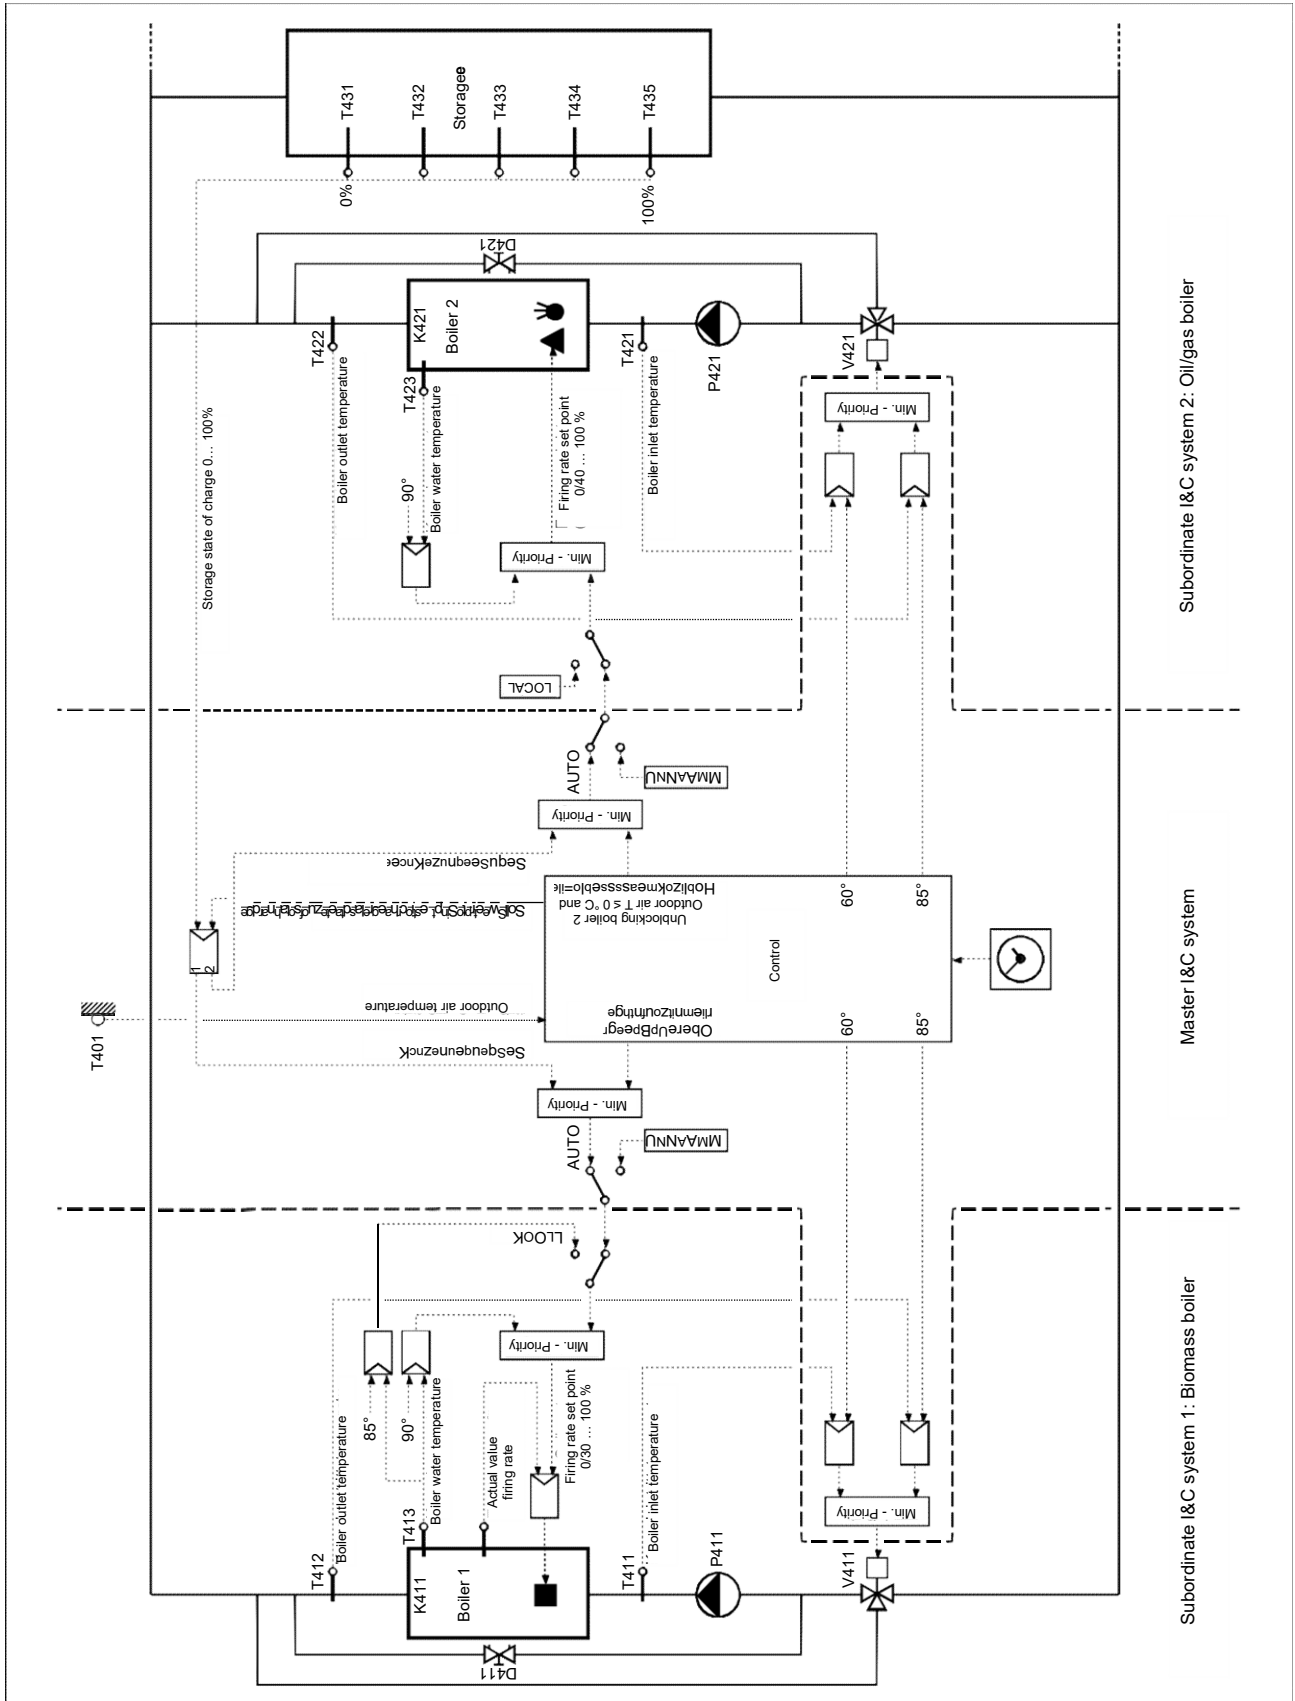 Storagee
T431
T432
T433
T434
T435
0%
100%
Storage state of charge 0... 100%
D421
T422
Boiler outlet temperature
K421
Boiler 2
T423
Boiler water temperature
90°
Firing rate set point
0/40 ... 100 %
Min. - Priority
LOCAL
T421
Boiler inlet temperature
P421
V421
Min. - Priority
Subordinate I&C system 2: Oil/gas boiler
AUTO
Min. - Priority
1
2
T401
Outdoor air temperature
Unblocking boiler 2
Outdoor air T ≤ 0 °C and
Control
60°
85°
60°
85°
Min. - Priority
AUTO
Master I&C system
85°
90°
Min. - Priority
Firing rate set point
0/30 ... 100 %
Boiler outlet temperature
T412
Boiler water temperature
T413
Actual value
firing rate
K411
Boiler 1
T411
Boiler inlet temperature
P411
D411
V411
Min. - Priority
Subordinate I&C system 1: Biomass boiler